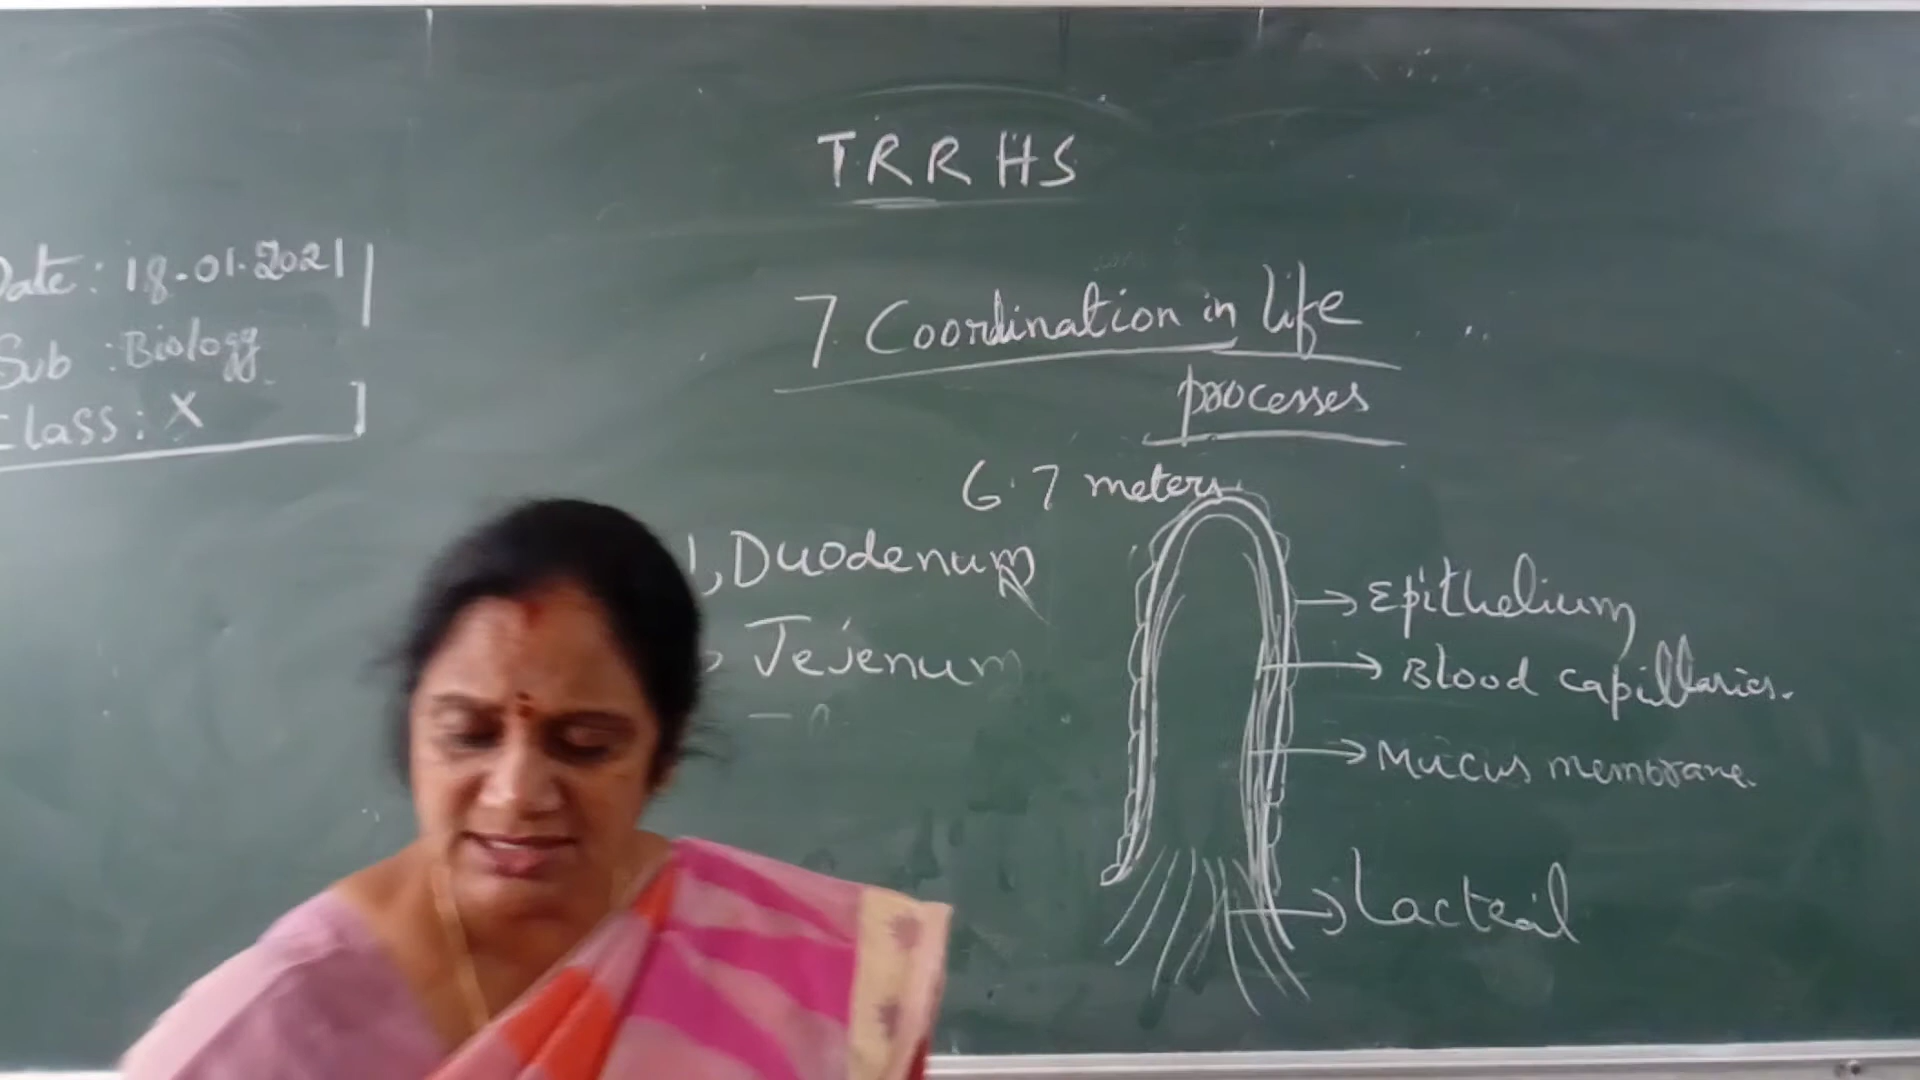 TRRHS
Date: 18.01.2021
Sub : Biology
Class : X
7 Coordination in life
processes
6.7 meters
1, Duodenum
Jejenum
Epithelium
Blood capillaries.
Mucus membrane.
Lacteal